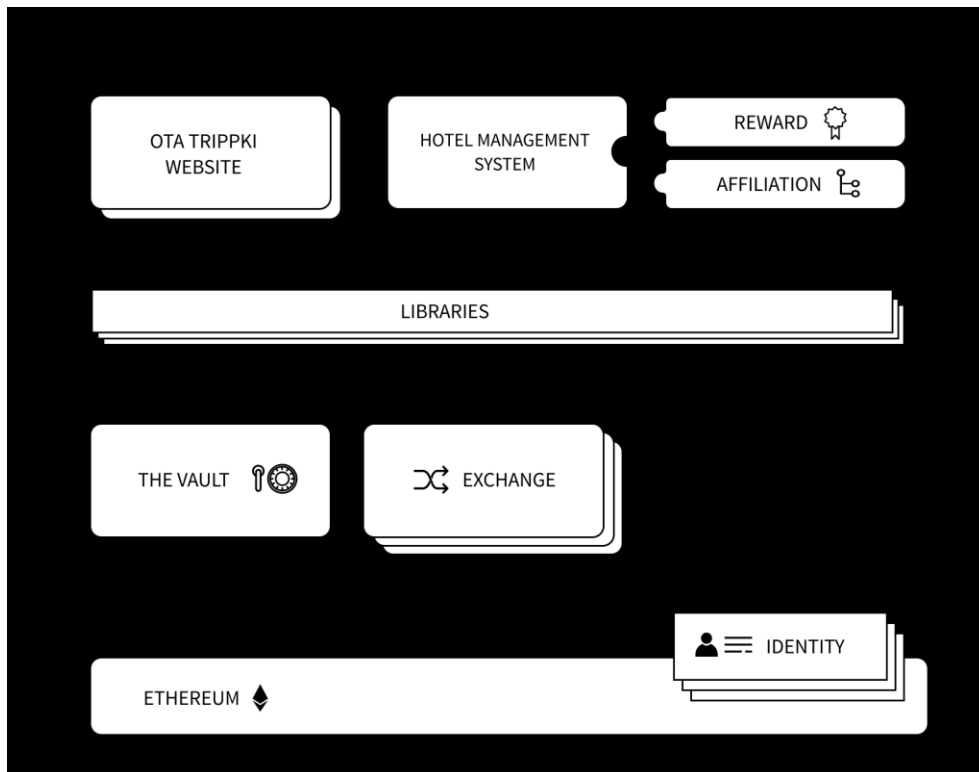 OTA TRIPPKI
WEBSITE
HOTEL MANAGEMENT
SYSTEM
REWARD
AFFILIATION
LIBRARIES
THE VAULT
EXCHANGE
IDENTITY
ETHEREUM